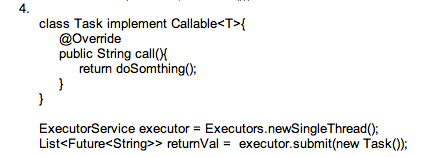 4.
class Task implement Callable<T>{
@Override
public String call(){
return doSomthing();
}
}
ExecutorService executor = Executors.newSingleThread();
List<Future<String>> returnVal = executor.submit(new Task());